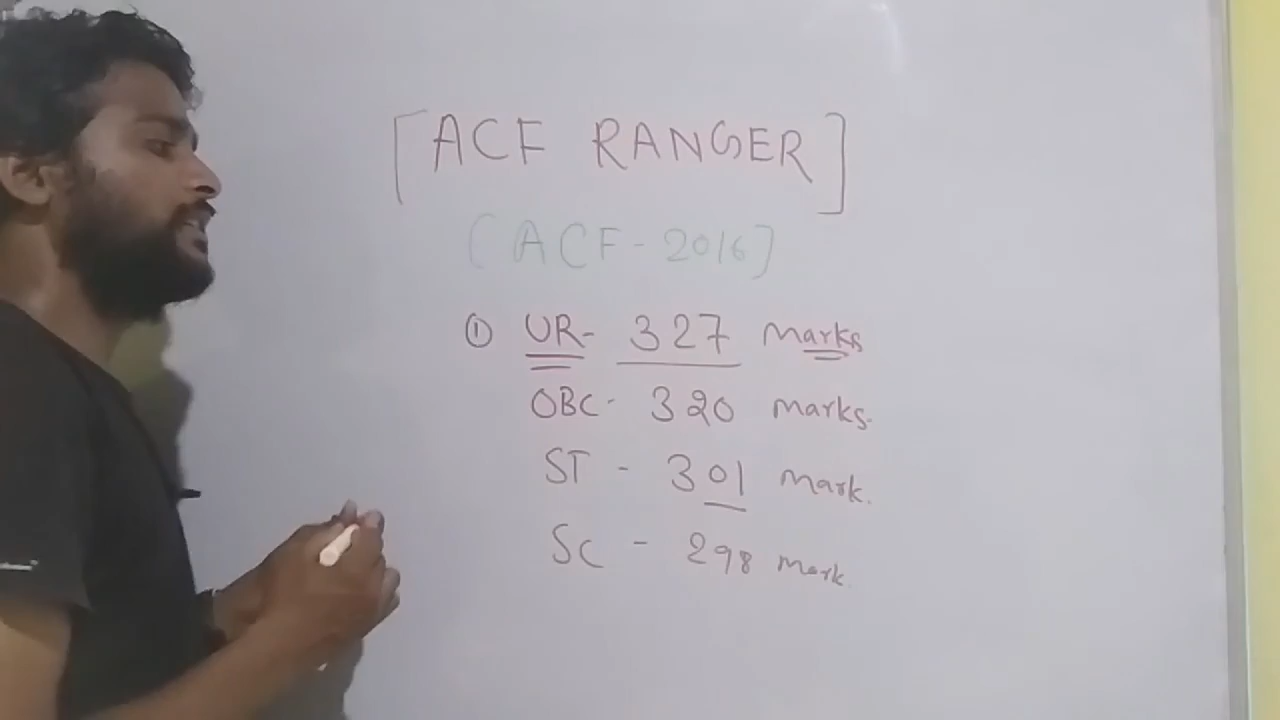 [ACF RANGER]
[ACF-2016]
① UR- 327 marks
OBC- 320 marks.
ST - 301 mark.
SC - 298 mark.